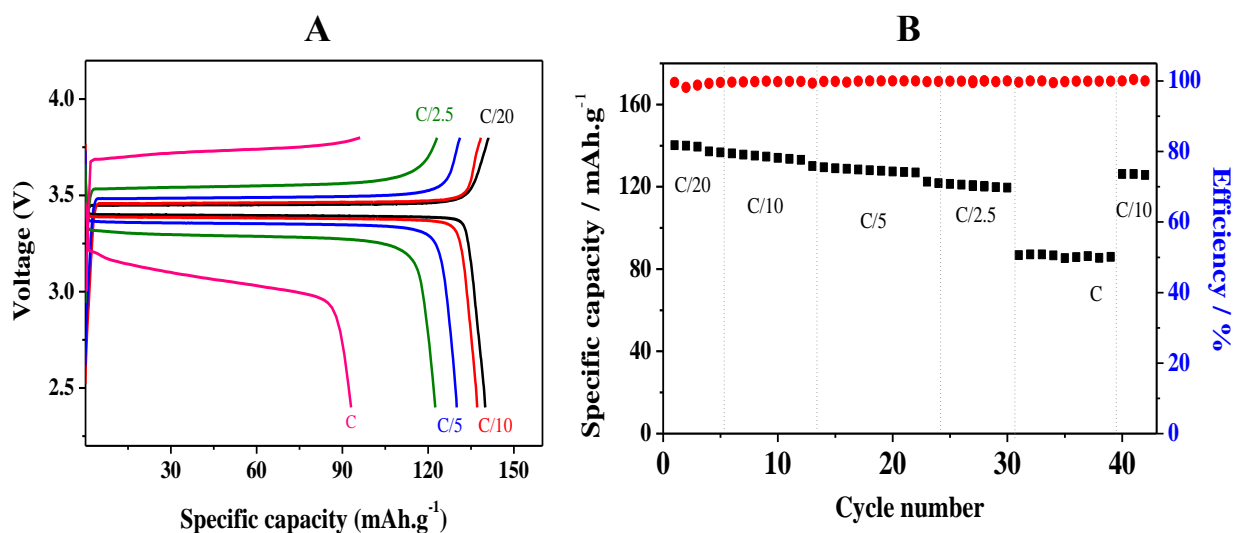 A
B
4.0
3.5
3.0
2.5
Voltage (V)
30
60
90
120
150
Specific capacity (mAh.g⁻¹)
C/2.5
C/20
C
C/5
C/10
160
120
80
40
0
Specific capacity / mAh.g⁻¹
0
10
20
30
40
Cycle number
100
80
60
40
20
0
Efficiency / %
C/20
C/10
C/5
C/2.5
C
C/10